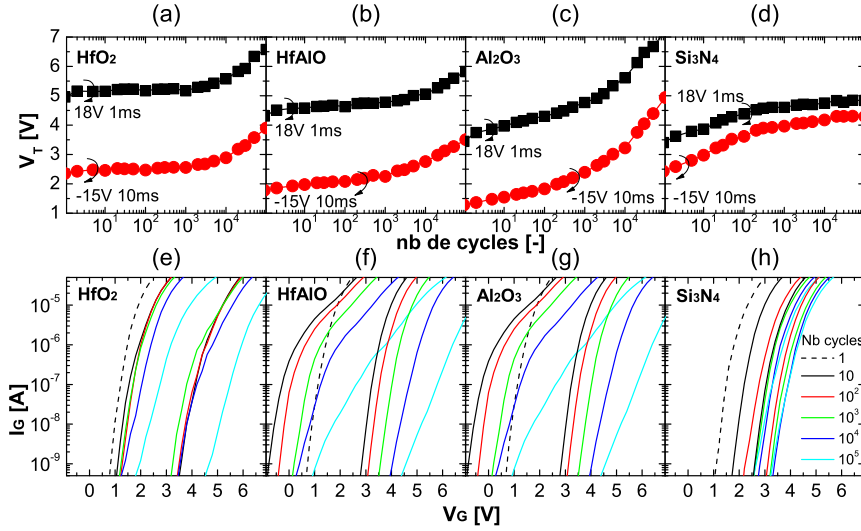 (a) (b) (c) (d)
HfO2 HfAlO Al2O3 Si3N4
7
6
5
4
3
2
1
VT [V]
18V 1ms 18V 1ms 18V 1ms 18V 1ms
-15V 10ms -15V 10ms -15V 10ms -15V 10ms
10^1 10^2 10^3 10^4 10^1 10^2 10^3 10^4 10^1 10^2 10^3 10^4 10^1 10^2 10^3 10^4
nb de cycles [-]
(e) (f) (g) (h)
HfO2 HfAlO Al2O3 Si3N4
10^-5
10^-6
10^-7
10^-8
10^-9
IG [A]
Nb cycles
1
10
10^2
10^3
10^4
10^5
0 1 2 3 4 5 6 0 1 2 3 4 5 6 0 1 2 3 4 5 6 0 1 2 3 4 5 6
VG [V]